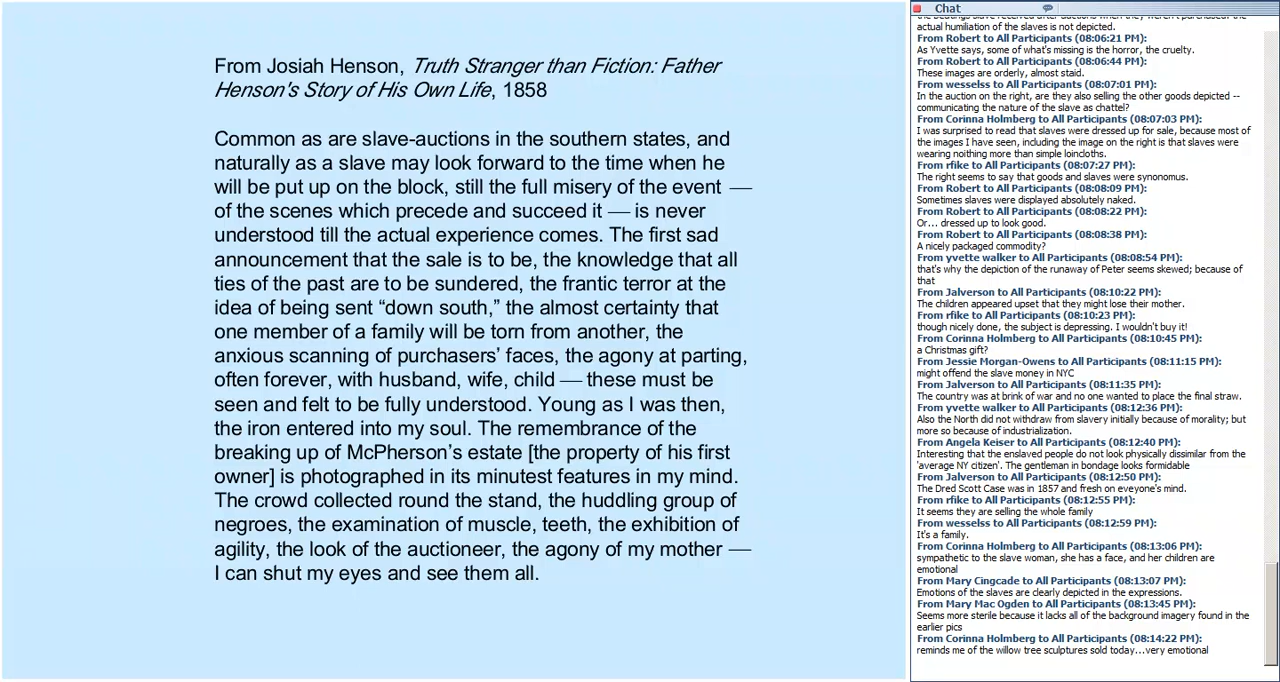 From Josiah Henson, Truth Stranger than Fiction: Father
Henson's Story of His Own Life, 1858
Common as are slave-auctions in the southern states, and
naturally as a slave may look forward to the time when he
will be put up on the block, still the full misery of the event —
of the scenes which precede and succeed it — is never
understood till the actual experience comes. The first sad
announcement that the sale is to be, the knowledge that all
ties of the past are to be sundered, the frantic terror at the
idea of being sent “down south,” the almost certainty that
one member of a family will be torn from another, the
anxious scanning of purchasers’ faces, the agony at parting,
often forever, with husband, wife, child — these must be
seen and felt to be fully understood. Young as I was then,
the iron entered into my soul. The remembrance of the
breaking up of McPherson’s estate [the property of his first
owner] is photographed in its minutest features in my mind.
The crowd collected round the stand, the huddling group of
negroes, the examination of muscle, teeth, the exhibition of
agility, the look of the auctioneer, the agony of my mother —
I can shut my eyes and see them all.
Chat
actual humiliation of the slaves is not depicted.
From Robert to All Participants (08:06:21 PM):
As Yvette says, some of what's missing is the horror, the cruelty.
From Robert to All Participants (08:06:44 PM):
These images are orderly, almost staid.
From wesselss to All Participants (08:07:01 PM):
In the auction on the right, are they also selling the other goods depicted --
communicating the nature of the slave as chattel?
From Corinna Holmberg to All Participants (08:07:03 PM):
I was surprised to read that slaves were dressed up for sale, because most of
the images I have seen, including the image on the right is that slaves were
wearing noithing more than simple loincloths.
From rfike to All Participants (08:07:27 PM):
The right seems to say that goods and slaves were synonomus.
From Robert to All Participants (08:08:09 PM):
Sometimes slaves were displayed absolutely naked.
From Robert to All Participants (08:08:22 PM):
Or... dressed up to look good.
From Robert to All Participants (08:08:38 PM):
A nicely packaged commodity?
From yvette walker to All Participants (08:08:54 PM):
that's why the depiction of the runaway of Peter seems skewed; because of
that
From Jalverson to All Participants (08:10:22 PM):
The children appeared upset that they might lose their mother.
From rfike to All Participants (08:10:23 PM):
though nicely done, the subject is depressing. I wouldn't buy it!
From Corinna Holmberg to All Participants (08:10:45 PM):
a Christmas gift?
From Jessie Morgan-Owens to All Participants (08:11:15 PM):
might offend the slave money in NYC
From Jalverson to All Participants (08:11:35 PM):
The country was at brink of war and no one wanted to place the final straw.
From yvette walker to All Participants (08:12:36 PM):
Also the North did not withdraw from slavery initially because of morality; but
more so because of industrialization.
From Angela Keiser to All Participants (08:12:40 PM):
Interesting that the enslaved people do not look physically dissimilar from the
'average NY citizen'. The gentleman in bondage looks formidable
From Jalverson to All Participants (08:12:50 PM):
The Dred Scott Case was in 1857 and fresh on eveyone's mind.
From rfike to All Participants (08:12:55 PM):
It seems they are selling the whole family
From wesselss to All Participants (08:12:59 PM):
It's a family.
From Corinna Holmberg to All Participants (08:13:06 PM):
sympathetic to the slave woman, she has a face, and her children are
emotional
From Mary Cingcade to All Participants (08:13:07 PM):
Emotions of the slaves are clearly depicted in the expressions.
From Mary Mac Ogden to All Participants (08:13:45 PM):
Seems more sterile because it lacks all of the background imagery found in the
earlier pics
From Corinna Holmberg to All Participants (08:14:22 PM):
reminds me of the willow tree sculptures sold today...very emotional